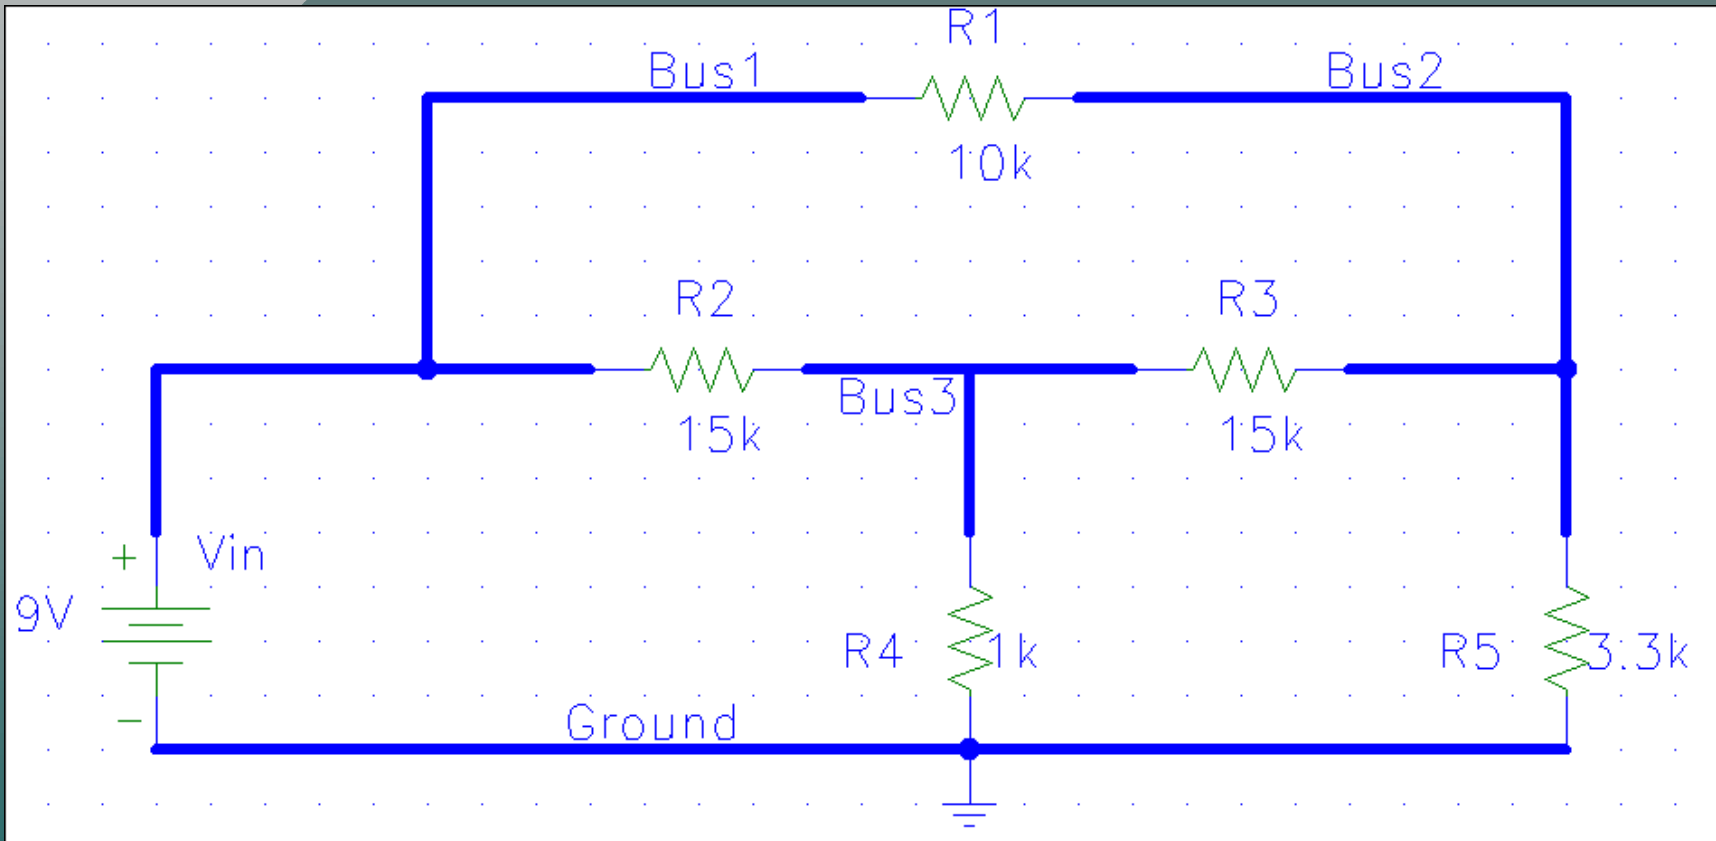 R1
Bus1
Bus2
10k
R2
R3
Bus3
15k
15k
+
Vin
9V
R4
1k
R5
3.3k
−
Ground